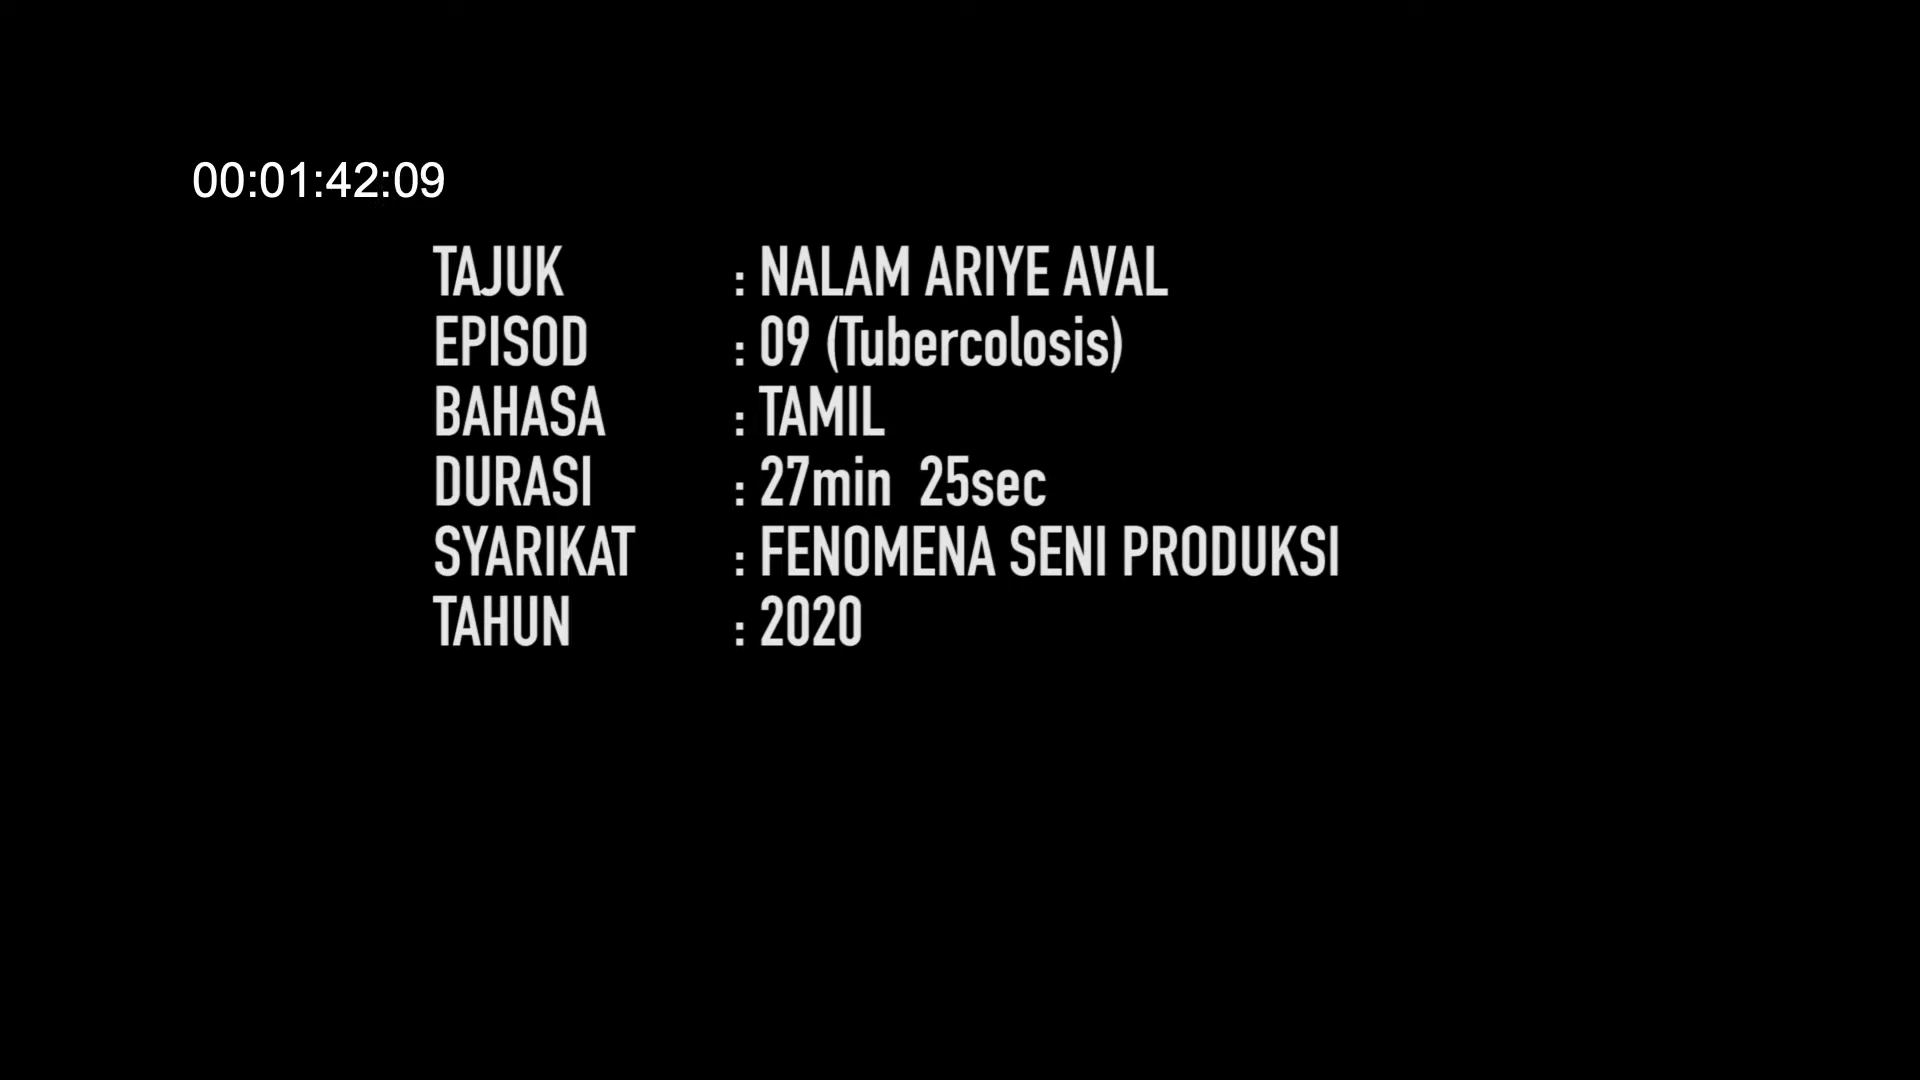 00:01:42:09
TAJUK : NALAM ARIYE AVAL
EPISOD : 09 (Tubercolosis)
BAHASA : TAMIL
DURASI : 27min 25sec
SYARIKAT : FENOMENA SENI PRODUKSI
TAHUN : 2020